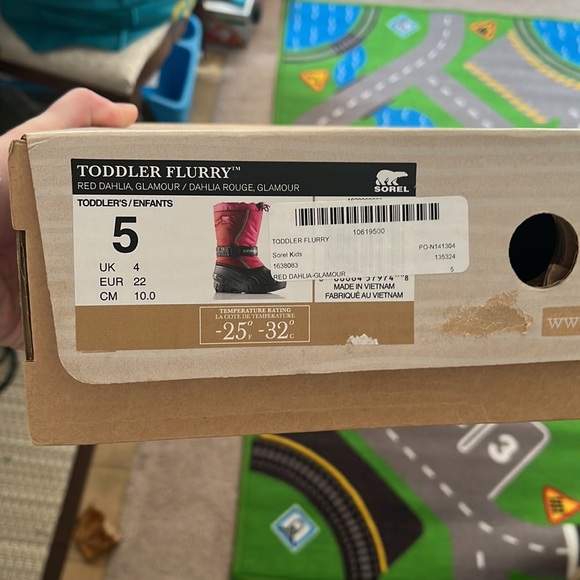 TODDLER FLURRY™
RED DAHLIA, GLAMOUR / DAHLIA ROUGE, GLAMOUR
SOREL
TODDLER'S / ENFANTS
5
UK 4
EUR 22
CM 10.0
10619500
TODDLER FLURRY
Sorel Kids
PO-N141304
1638083
135324
RED DAHLIA-GLAMOUR
5
MADE IN VIETNAM
FABRIQUÉ AU VIETNAM
TEMPERATURE RATING
LA COTE DE TEMPÉRATURE
-25°F -32°C
WW
3